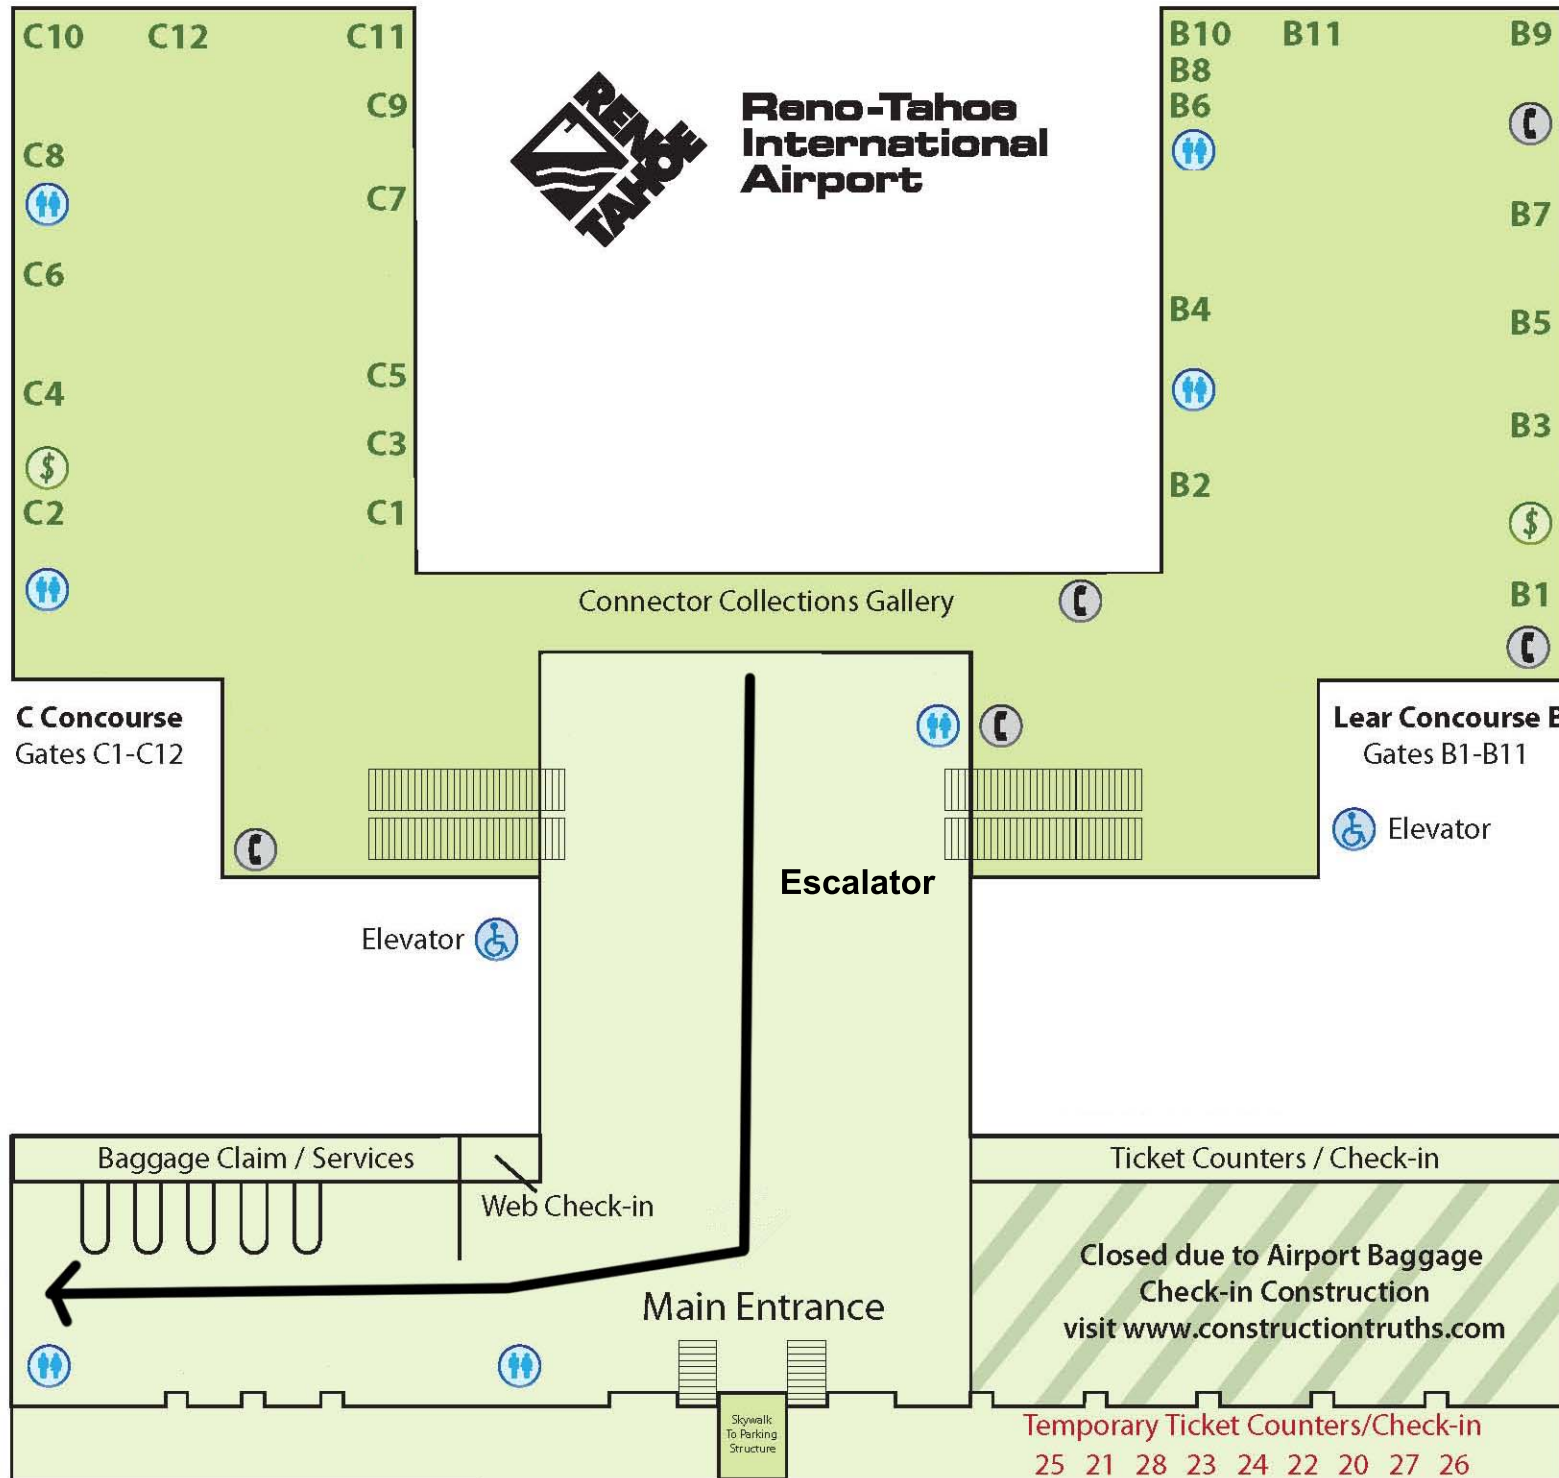 C10 C12 C11
B10 B11 B9
B8
C9
B6
RENO
TAHOE
Reno-Tahoe
International
Airport
C8
C7
B7
C6
B4
B5
C5
C4
B3
C3
$
B2
C2
C1
$
B1
Connector Collections Gallery
C Concourse
Gates C1-C12
Lear Concourse B
Gates B1-B11
Elevator
Escalator
Elevator
Baggage Claim / Services
Ticket Counters / Check-in
Web Check-in
Closed due to Airport Baggage
Check-in Construction
visit www.constructiontruths.com
Main Entrance
Skywalk
To Parking
Structure
Temporary Ticket Counters/Check-in
25 21 28 23 24 22 20 27 26